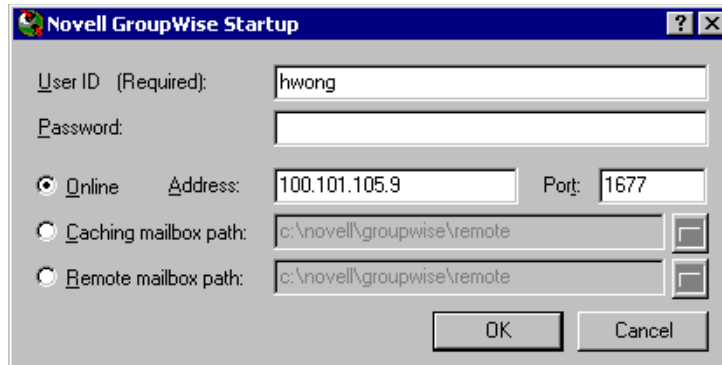 Novell GroupWise Startup
User ID (Required): hwong
Password:
Online Address: 100.101.105.9 Port: 1677
Caching mailbox path: c:\novell\groupwise\remote
Remote mailbox path: c:\novell\groupwise\remote
OK Cancel